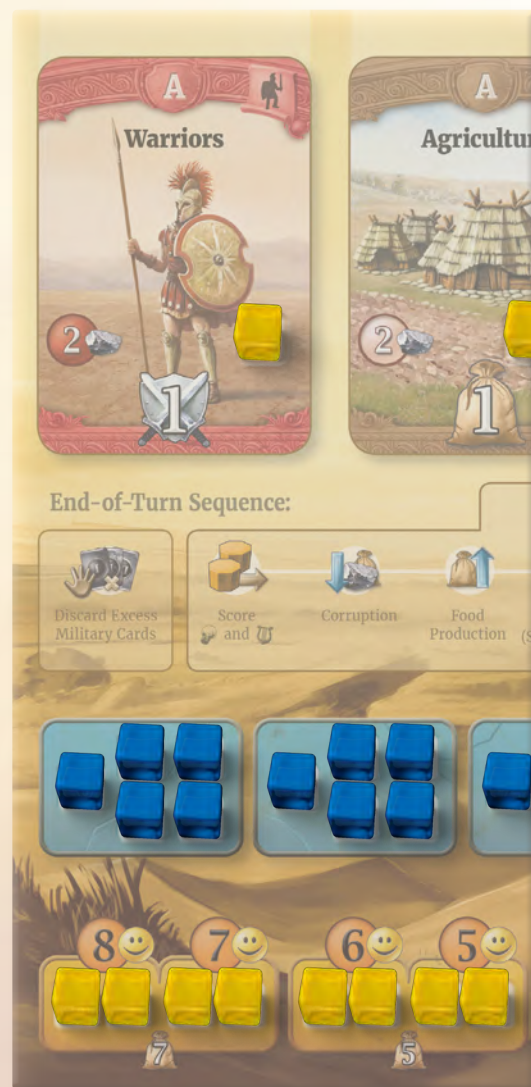 A
A
Warriors
Agricultur
2
2
1
1
End-of-Turn Sequence:
Discard Excess
Military Cards
Score
and
Corruption
Food
Production
(S
8
7
6
5
7
5